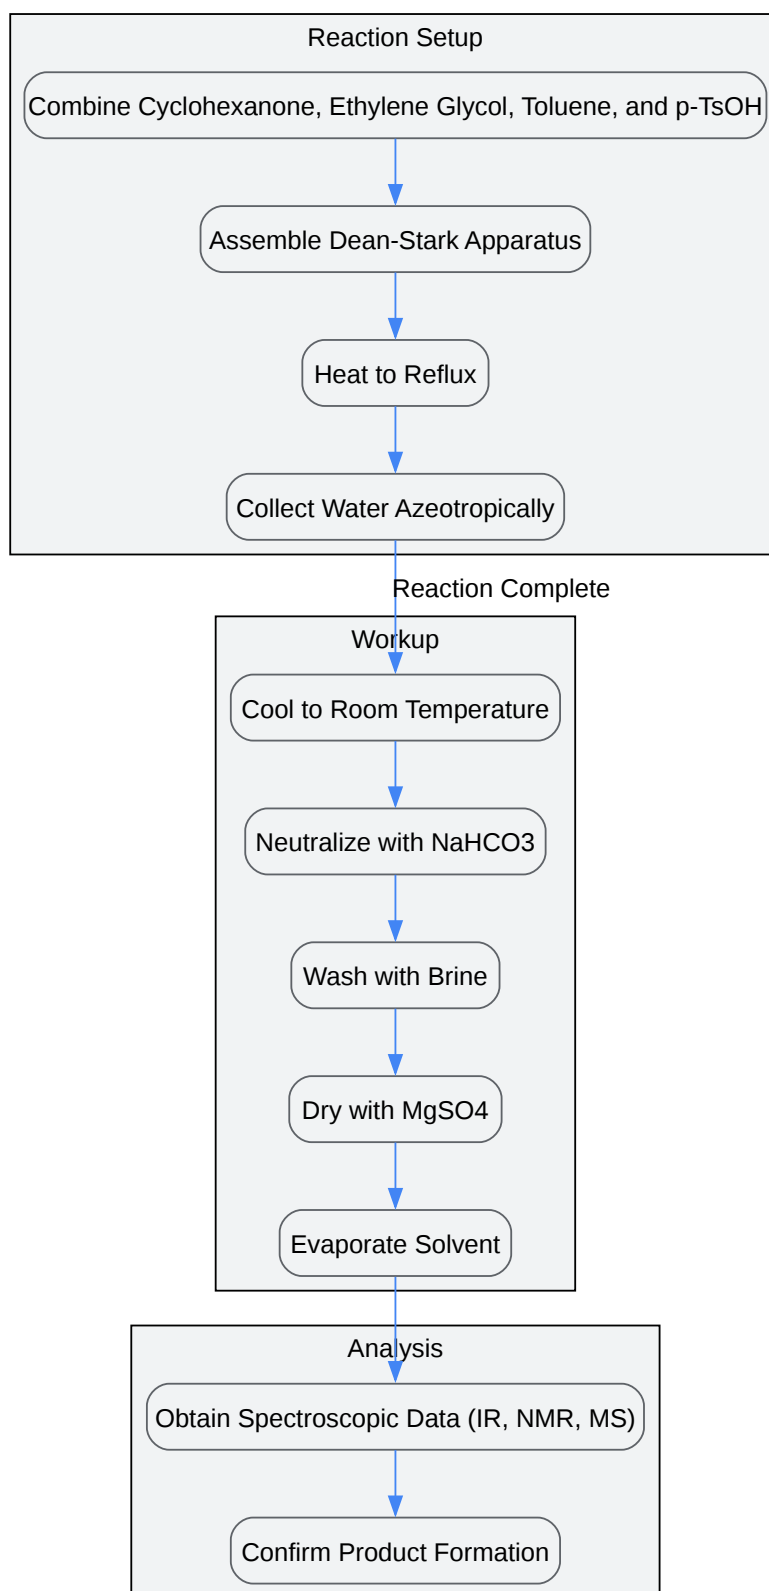 Reaction Setup
Combine Cyclohexanone, Ethylene Glycol, Toluene, and p-TsOH
Assemble Dean-Stark Apparatus
Heat to Reflux
Collect Water Azeotropically
Reaction Complete
Workup
Cool to Room Temperature
Neutralize with NaHCO3
Wash with Brine
Dry with MgSO4
Evaporate Solvent
Analysis
Obtain Spectroscopic Data (IR, NMR, MS)
Confirm Product Formation